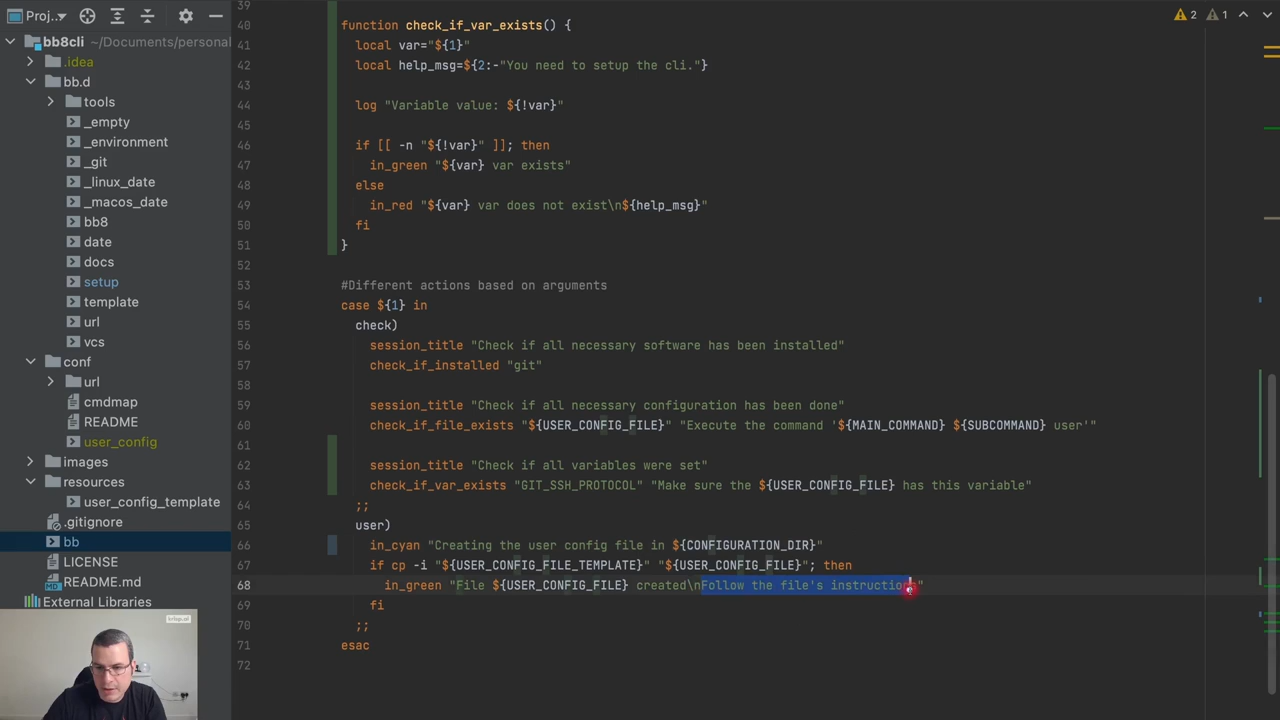 Proj...
bb8cli ~/Documents/personal
.idea
bb.d
tools
_empty
_environment
_git
_linux_date
_macos_date
bb8
date
docs
setup
template
url
vcs
conf
url
cmdmap
README
user_config
images
resources
user_config_template
.gitignore
bb
LICENSE
README.md
External Libraries
2 1
39
40 function check_if_var_exists() {
41 local var="${1}"
42 local help_msg=${2:-"You need to setup the cli."}
43
44 log "Variable value: ${!var}"
45
46 if [[ -n "${!var}" ]]; then
47 in_green "${var} var exists"
48 else
49 in_red "${var} var does not exist\n${help_msg}"
50 fi
51 }
52
53 #Different actions based on arguments
54 case ${1} in
55 check)
56 session_title "Check if all necessary software has been installed"
57 check_if_installed "git"
58
59 session_title "Check if all necessary configuration has been done"
60 check_if_file_exists "${USER_CONFIG_FILE}" "Execute the command '${MAIN_COMMAND} ${SUBCOMMAND} user'"
61
62 session_title "Check if all variables were set"
63 check_if_var_exists "GIT_SSH_PROTOCOL" "Make sure the ${USER_CONFIG_FILE} has this variable"
64 ;;
65 user)
66 in_cyan "Creating the user config file in ${CONFIGURATION_DIR}"
67 if cp -i "${USER_CONFIG_FILE_TEMPLATE}" "${USER_CONFIG_FILE}"; then
68 in_green "File ${USER_CONFIG_FILE} created\nFollow the file's instructions"
69 fi
70 ;;
71 esac
72